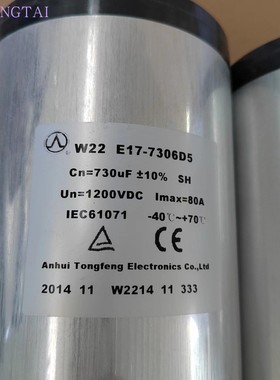 NGTAI
W22 E17-7306D5
Cn=730uF ±10% SH
Un=1200VDC Imax=80A
IEC61071 -40℃~+70℃
Anhui Tongfeng Electronics Co.,Ltd
2014 11 W2214 11 333